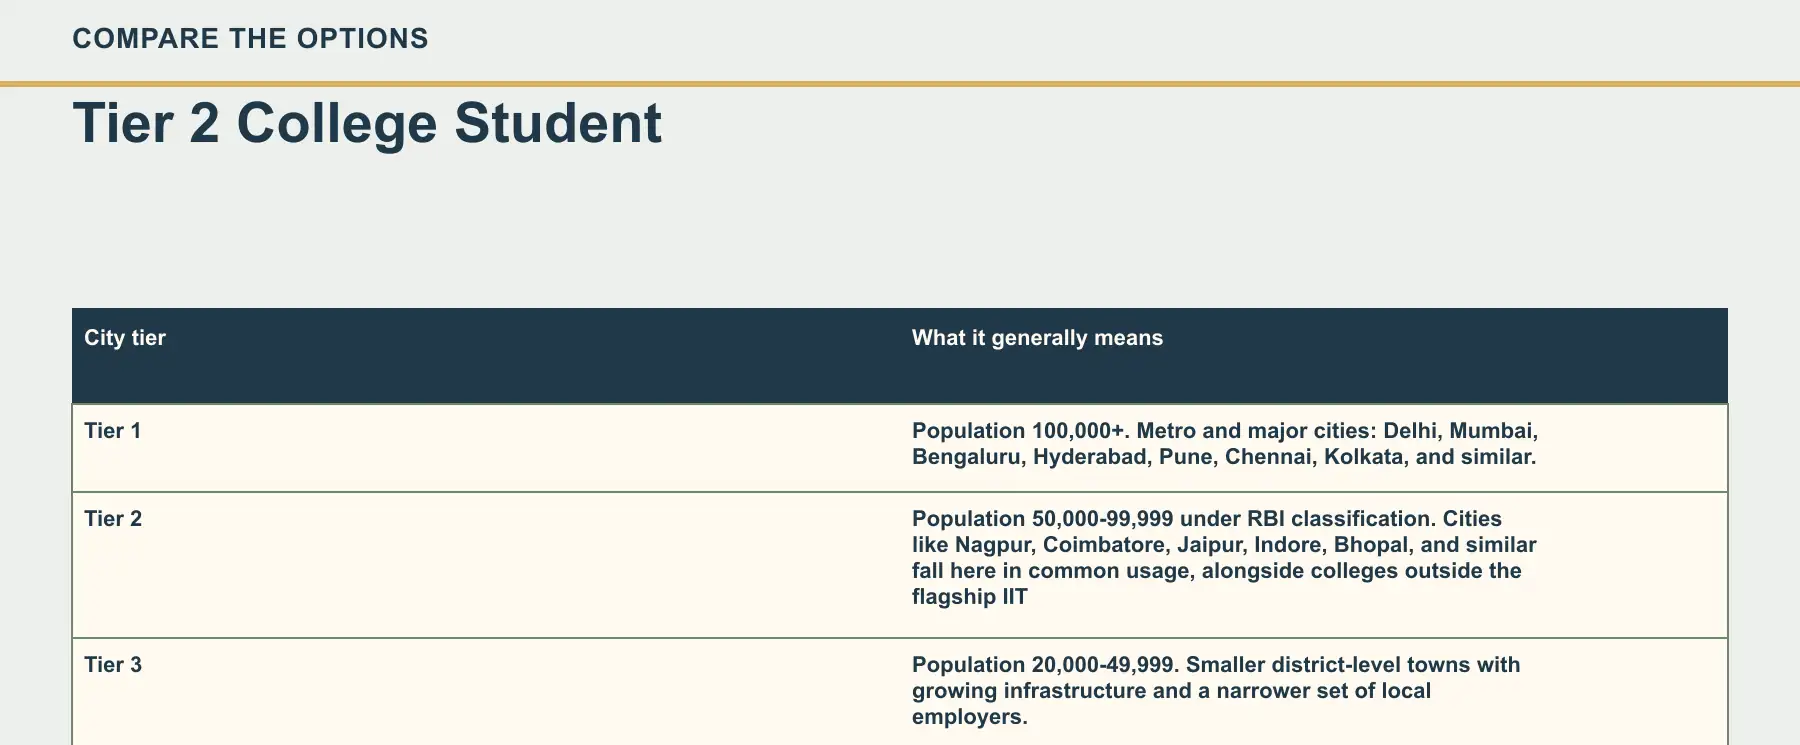 COMPARE THE OPTIONS
Tier 2 College Student
City tier
What it generally means
Tier 1
Population 100,000+. Metro and major cities: Delhi, Mumbai,
Bengaluru, Hyderabad, Pune, Chennai, Kolkata, and similar.
Tier 2
Population 50,000-99,999 under RBI classification. Cities
like Nagpur, Coimbatore, Jaipur, Indore, Bhopal, and similar
fall here in common usage, alongside colleges outside the
flagship IIT
Tier 3
Population 20,000-49,999. Smaller district-level towns with
growing infrastructure and a narrower set of local
employers.